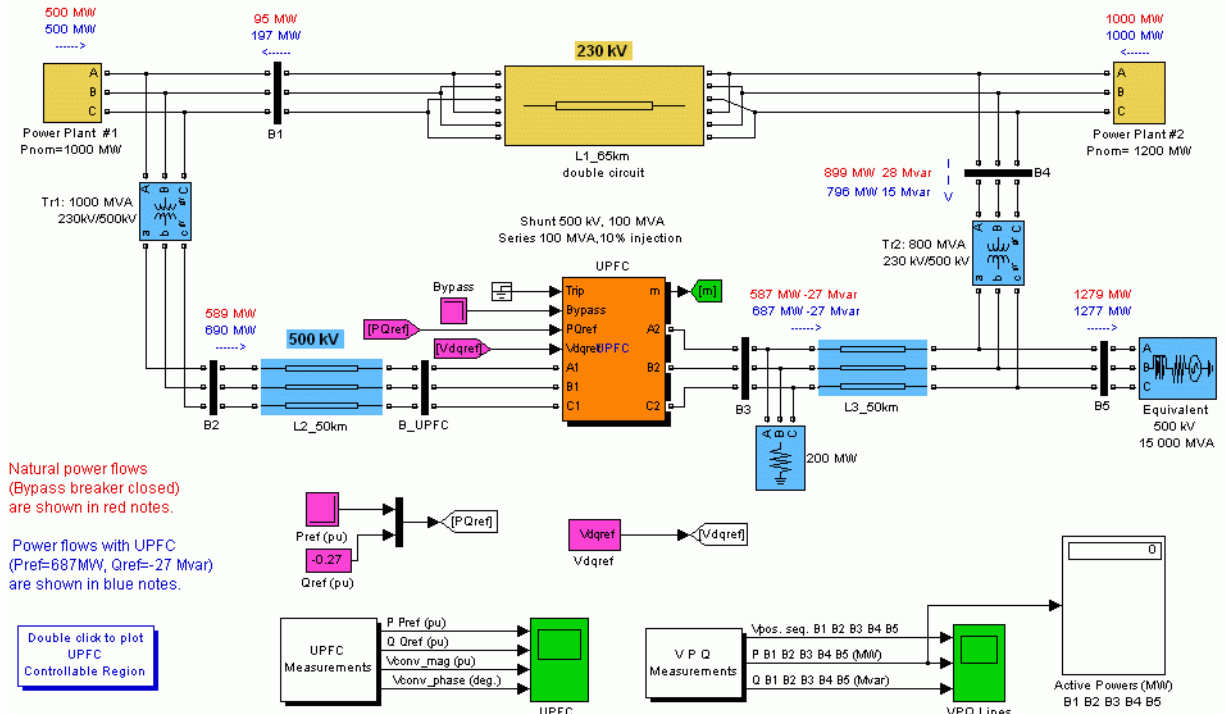 500 MW
500 MW
------>
95 MW
197 MW
<------
230 kV
1000 MW
1000 MW
<------
A
B
C
Power Plant #1
Pnom=1000 MW
B1
L1_65km
double circuit
A
B
C
Power Plant #2
Pnom= 1200 MW
899 MW 28 Mvar
796 MW 15 Mvar
V
B4
Tr1: 1000 MVA
230kV/500kV
A
B
C
a
b
c
Shunt 500 kV, 100 MVA
Series 100 MVA,10% injection
Tr2: 800 MVA
230 kV/500 kV
A
B
C
a
b
c
UPFC
Bypass
Trip
Bypass
PQref
Vdqref
UPFC
A1
B1
C1
m
A2
B2
C2
[m]
[PQref]
[Vdqref]
589 MW
690 MW
------>
500 kV
587 MW -27 Mvar
687 MW -27 Mvar
------>
1279 MW
1277 MW
------>
B2
L2_50km
B_UPFC
B3
L3_50km
B5
A
B
C
Equivalent
500 kV
15 000 MVA
A
B
C
200 MW
Natural power flows
(Bypass breaker closed)
are shown in red notes.
Power flows with UPFC
(Pref=687MW, Qref=-27 Mvar)
are shown in blue notes.
Pref (pu)
-0.27
Qref (pu)
[PQref]
Vdqref
Vdqref
[Vdqref]
0
Active Powers (MW)
B1 B2 B3 B4 B5
Double click to plot
UPFC
Controllable Region
UPFC
Measurements
P Pref (pu)
Q Qref (pu)
Vconv_mag (pu)
Vconv_phase (deg.)
UPFC
V P Q
Measurements
Vpos. seq. B1 B2 B3 B4 B5
P B1 B2 B3 B4 B5 (MW)
Q B1 B2 B3 B4 B5 (Mvar)
VPQ Lines